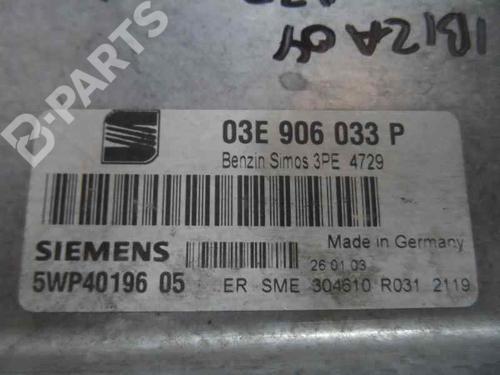 IBIZA 04
03E 906 033 P
Benzin Simos 3PE 4729
SIEMENS
Made in Germany
26 01 03
5WP40196 05
ER SME 304610 R031 2119